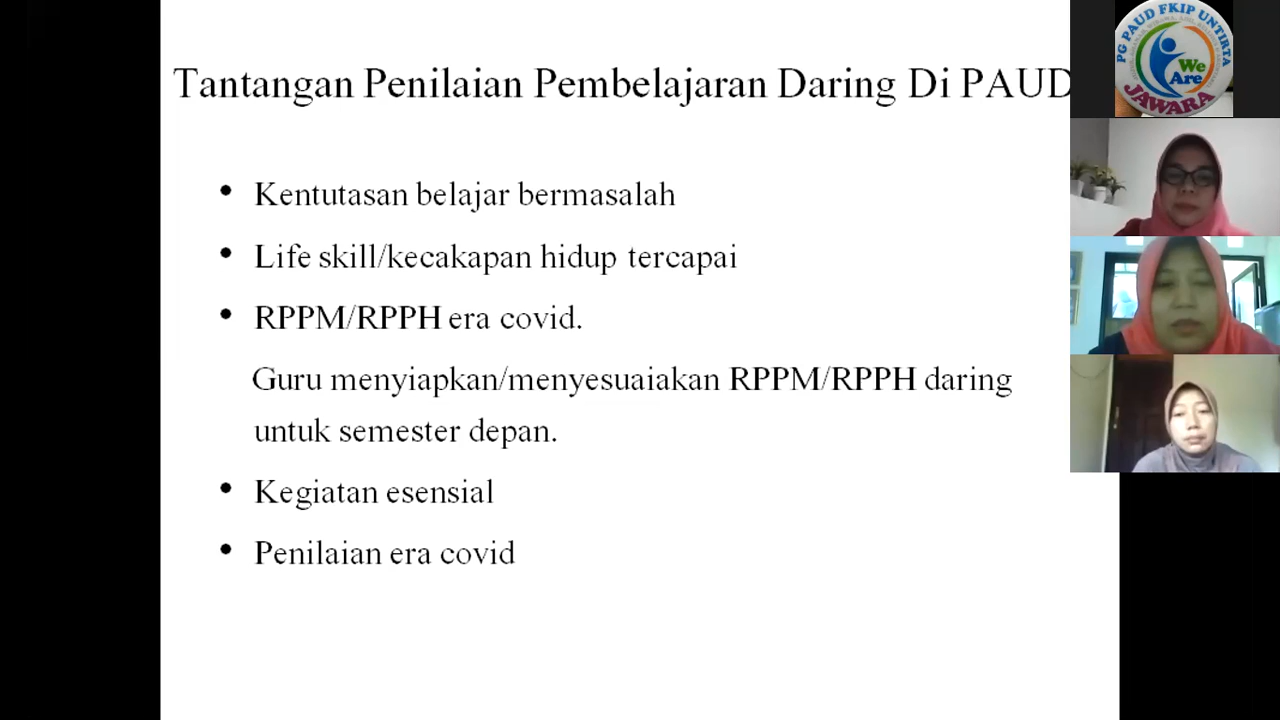 Tantangan Penilaian Pembelajaran Daring Di PAUD
• Kentutasan belajar bermasalah
• Life skill/kecakapan hidup tercapai
• RPPM/RPPH era covid.
Guru menyiapkan/menyesuaiakan RPPM/RPPH daring
untuk semester depan.
• Kegiatan esensial
• Penilaian era covid
PG PAUD FKIP UNTIRTA
We
Are
JAWARA